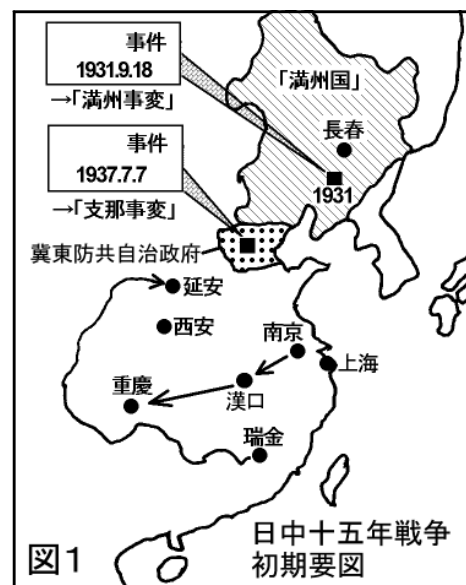 事件
1931.9.18
→「満州事変」
事件
1937.7.7
→「支那事変」
「満州国」
長春
1931
冀東防共自治政府
延安
西安
南京
上海
重慶
漢口
瑞金
日中十五年戦争
初期要図
図1